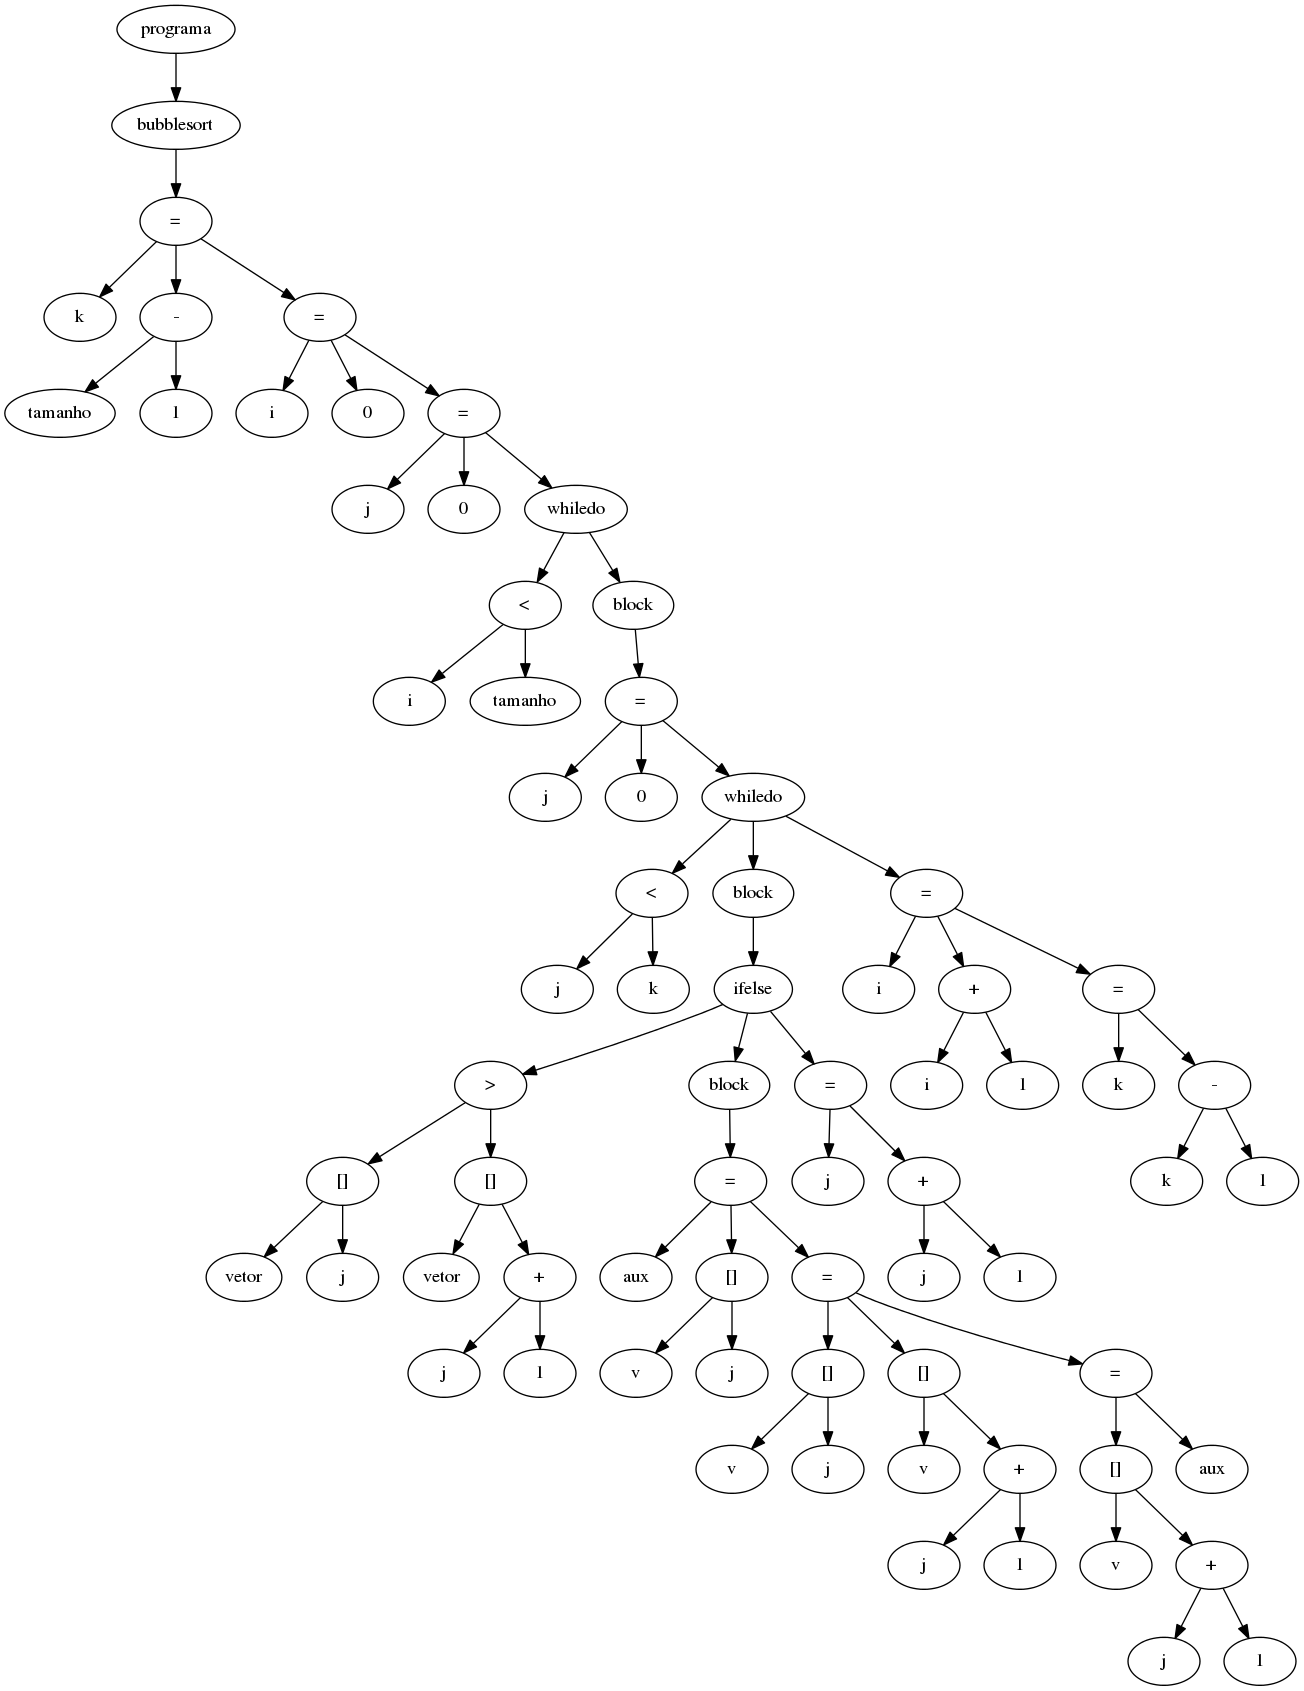 programa
bubblesort
=
k - =
tamanho 1 i 0 =
j 0 whiledo
< block
i tamanho =
j 0 whiledo
< block =
j k ifelse i + =
> block = i 1 k -
[] [] = j + k 1
vetor j vetor + aux [] = j 1
j 1 v j [] [] =
v j v + [] aux
j 1 v +
j 1